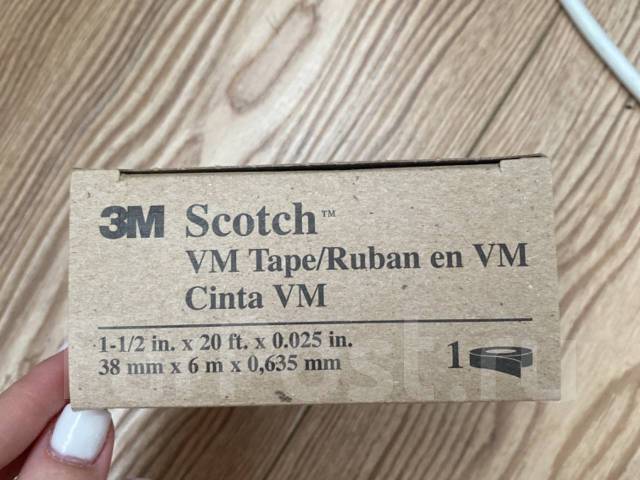 3M Scotch™
VM Tape/Ruban en VM
Cinta VM
1-1/2 in. x 20 ft. x 0.025 in.
38 mm x 6 m x 0,635 mm
1